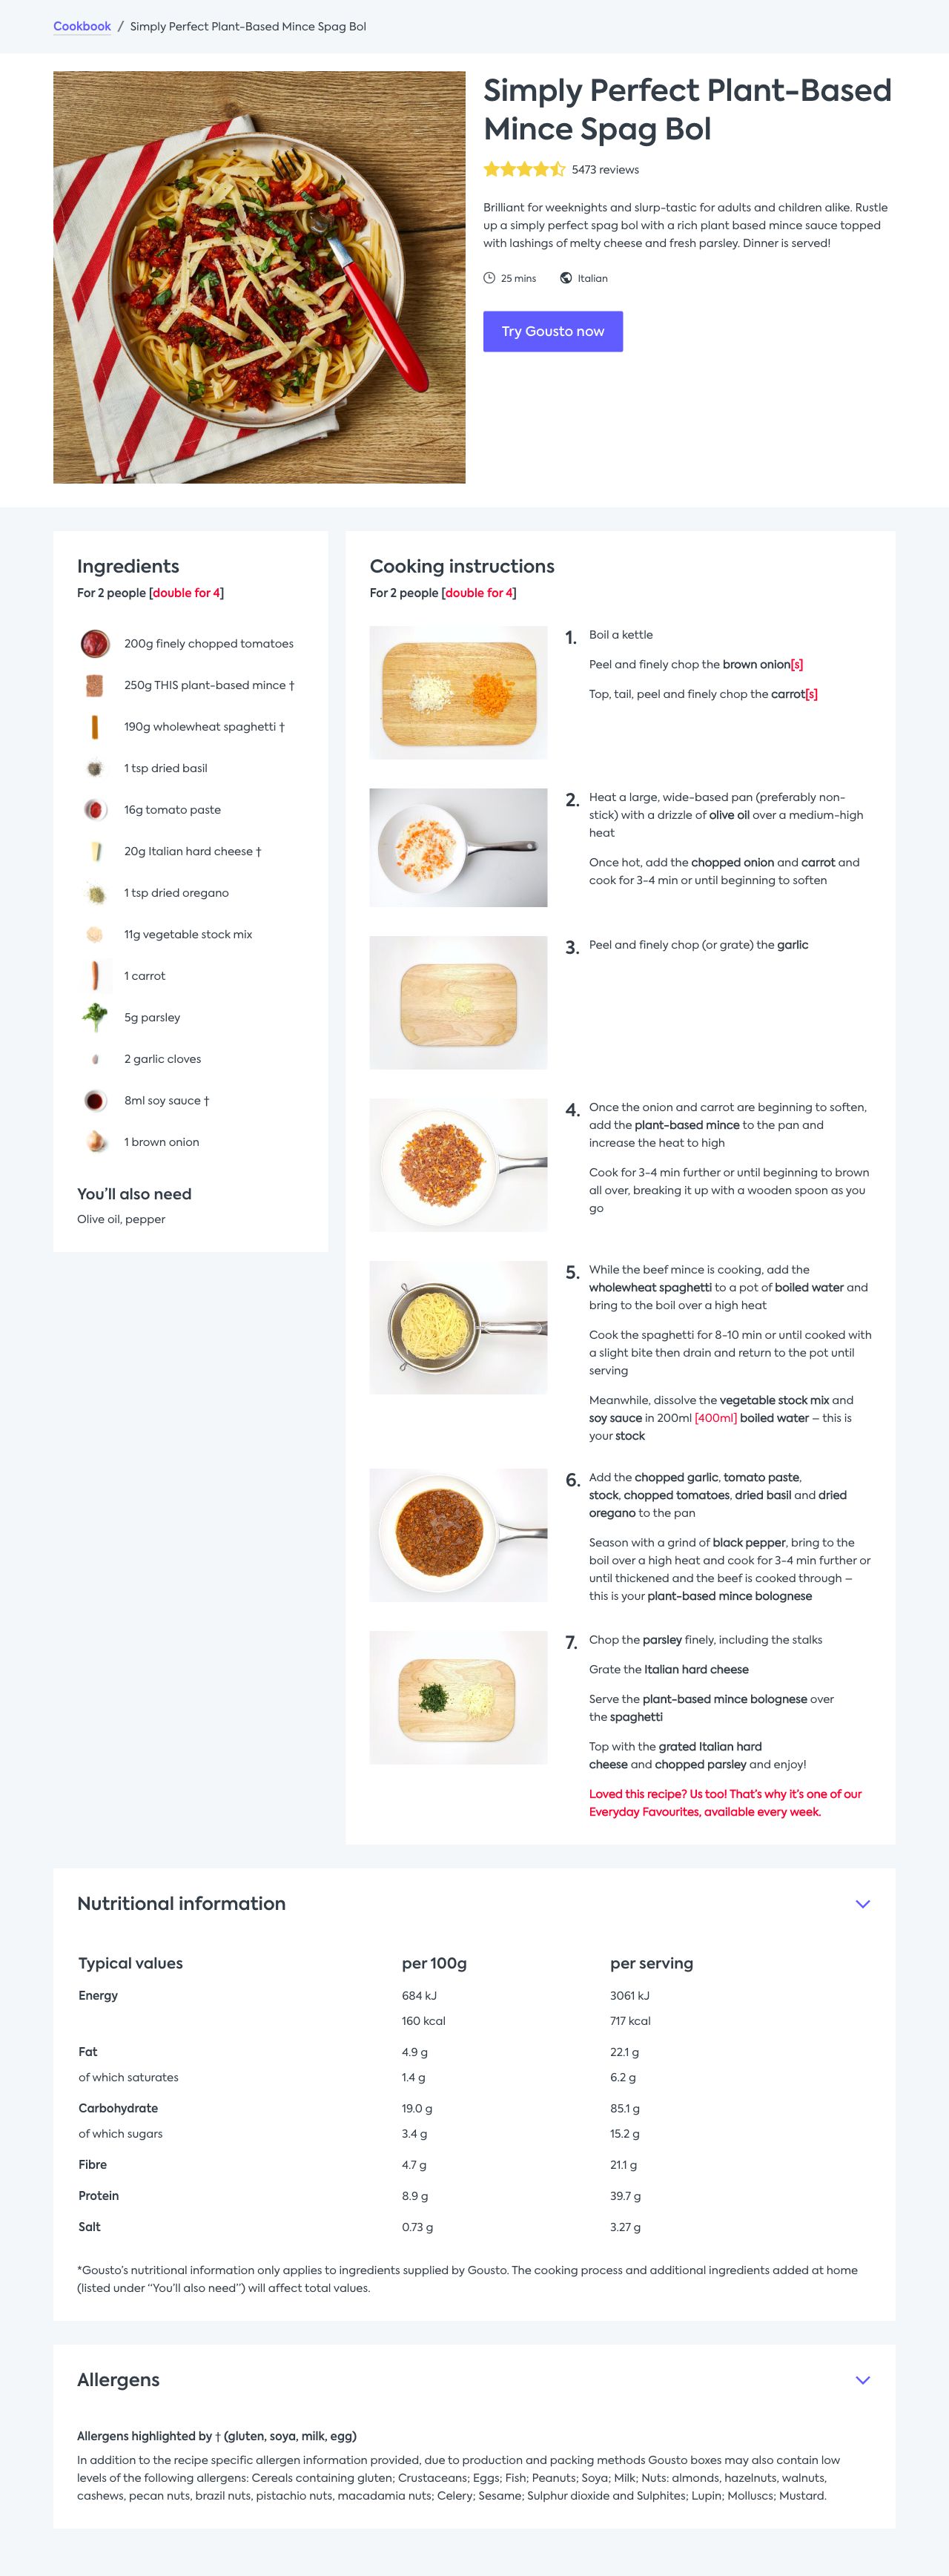 Cookbook / Simply Perfect Plant-Based Mince Spag Bol
Simply Perfect Plant-Based
Mince Spag Bol
5473 reviews
Brilliant for weeknights and slurp-tastic for adults and children alike. Rustle
up a simply perfect spag bol with a rich plant based mince sauce topped
with lashings of melty cheese and fresh parsley. Dinner is served!
25 mins Italian
Try Gousto now
Ingredients
For 2 people [double for 4]
200g finely chopped tomatoes
250g THIS plant-based mince †
190g wholewheat spaghetti †
1 tsp dried basil
16g tomato paste
20g Italian hard cheese †
1 tsp dried oregano
11g vegetable stock mix
1 carrot
5g parsley
2 garlic cloves
8ml soy sauce †
1 brown onion
You'll also need
Olive oil, pepper
Cooking instructions
For 2 people [double for 4]
1. Boil a kettle
Peel and finely chop the brown onion[s]
Top, tail, peel and finely chop the carrot[s]
2. Heat a large, wide-based pan (preferably non-
stick) with a drizzle of olive oil over a medium-high
heat
Once hot, add the chopped onion and carrot and
cook for 3-4 min or until beginning to soften
3. Peel and finely chop (or grate) the garlic
4. Once the onion and carrot are beginning to soften,
add the plant-based mince to the pan and
increase the heat to high
Cook for 3-4 min further or until beginning to brown
all over, breaking it up with a wooden spoon as you
go
5. While the beef mince is cooking, add the
wholewheat spaghetti to a pot of boiled water and
bring to the boil over a high heat
Cook the spaghetti for 8-10 min or until cooked with
a slight bite then drain and return to the pot until
serving
Meanwhile, dissolve the vegetable stock mix and
soy sauce in 200ml [400ml] boiled water – this is
your stock
6. Add the chopped garlic, tomato paste,
stock, chopped tomatoes, dried basil and dried
oregano to the pan
Season with a grind of black pepper, bring to the
boil over a high heat and cook for 3-4 min further or
until thickened and the beef is cooked through –
this is your plant-based mince bolognese
7. Chop the parsley finely, including the stalks
Grate the Italian hard cheese
Serve the plant-based mince bolognese over
the spaghetti
Top with the grated Italian hard
cheese and chopped parsley and enjoy!
Loved this recipe? Us too! That's why it's one of our
Everyday Favourites, available every week.
Nutritional information
Typical values per 100g per serving
Energy 684 kJ 3061 kJ
160 kcal 717 kcal
Fat 4.9 g 22.1 g
of which saturates 1.4 g 6.2 g
Carbohydrate 19.0 g 85.1 g
of which sugars 3.4 g 15.2 g
Fibre 4.7 g 21.1 g
Protein 8.9 g 39.7 g
Salt 0.73 g 3.27 g
*Gousto's nutritional information only applies to ingredients supplied by Gousto. The cooking process and additional ingredients added at home
(listed under “You'll also need”) will affect total values.
Allergens
Allergens highlighted by † (gluten, soya, milk, egg)
In addition to the recipe specific allergen information provided, due to production and packing methods Gousto boxes may also contain low
levels of the following allergens: Cereals containing gluten; Crustaceans; Eggs; Fish; Peanuts; Soya; Milk; Nuts: almonds, hazelnuts, walnuts,
cashews, pecan nuts, brazil nuts, pistachio nuts, macadamia nuts; Celery; Sesame; Sulphur dioxide and Sulphites; Lupin; Molluscs; Mustard.